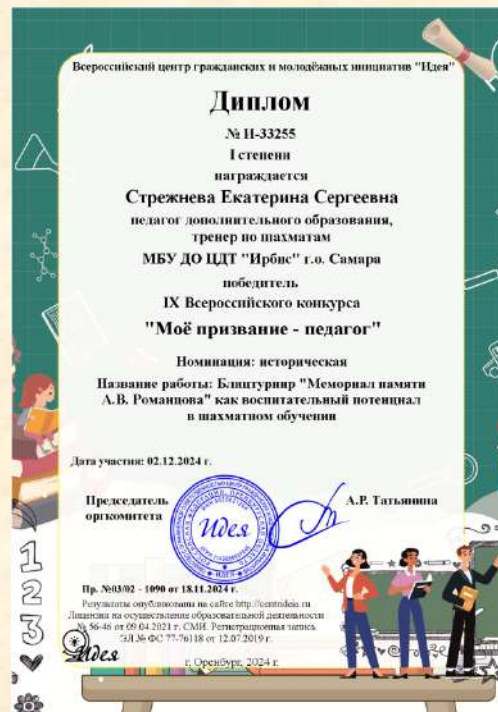 Всероссийский центр гражданских и молодёжных инициатив "Идея"
Диплом
№ И-33255
I степени
награждается
Стрежнева Екатерина Сергеевна
педагог дополнительного образования,
тренер по шахматам
МБУ ДО ЦДТ "Ирбис" г.о. Самара
победитель
IX Всероссийского конкурса
"Моё призвание - педагог"
Номинация: историческая
Название работы: Блицтурнир "Мемориал памяти
А.В. Романцова" как воспитательный потенциал
в шахматном обучении
Дата участия: 02.12.2024 г.
Председатель
оргкомитета
Идея
А.Р. Татьянина
Пр. №03/02 - 1090 от 18.11.2024 г.
Результаты опубликованы на сайте http://centrideia.ru
Лицензия на осуществление образовательной деятельности
№ 56-46 от 09.04.2021 г. СМИ. Регистрационная запись
ЭЛ № ФС 77-76118 от 12.07.2019 г.
Идея
г. Оренбург, 2024 г.
1
2
3